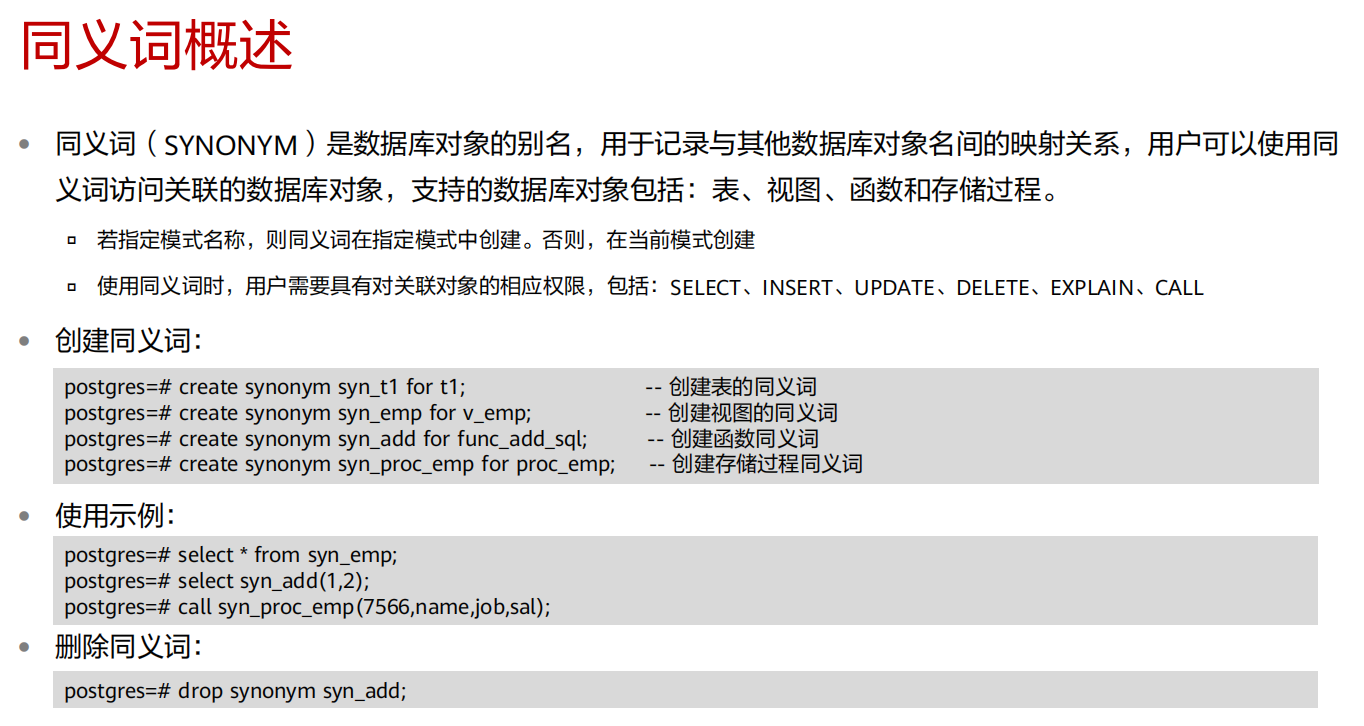 同义词概述
• 同义词（SYNONYM）是数据库对象的别名，用于记录与其他数据库对象名间的映射关系，用户可以使用同
义词访问关联的数据库对象，支持的数据库对象包括：表、视图、函数和存储过程。
▫ 若指定模式名称，则同义词在指定模式中创建。否则，在当前模式创建
▫ 使用同义词时，用户需要具有对关联对象的相应权限，包括：SELECT、INSERT、UPDATE、DELETE、EXPLAIN、CALL
• 创建同义词：
postgres=# create synonym syn_t1 for t1; -- 创建表的同义词
postgres=# create synonym syn_emp for v_emp; -- 创建视图的同义词
postgres=# create synonym syn_add for func_add_sql; -- 创建函数同义词
postgres=# create synonym syn_proc_emp for proc_emp; -- 创建存储过程同义词
• 使用示例：
postgres=# select * from syn_emp;
postgres=# select syn_add(1,2);
postgres=# call syn_proc_emp(7566,name,job,sal);
• 删除同义词：
postgres=# drop synonym syn_add;